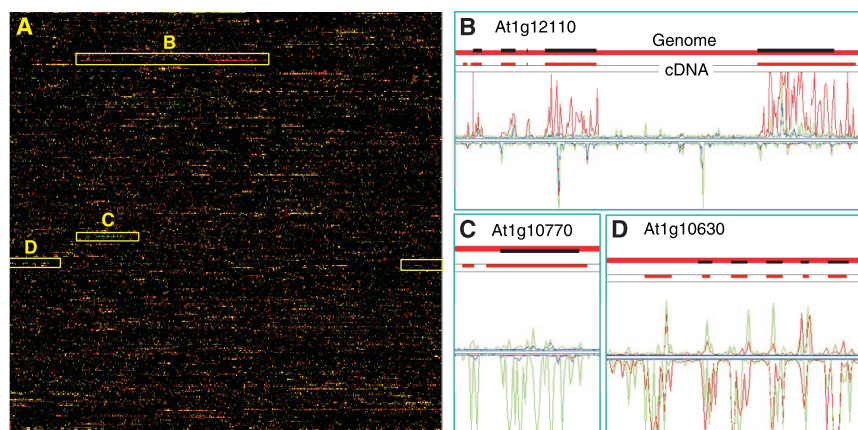 A
B
C
D
B At1g12110
Genome
cDNA
C At1g10770
D At1g10630